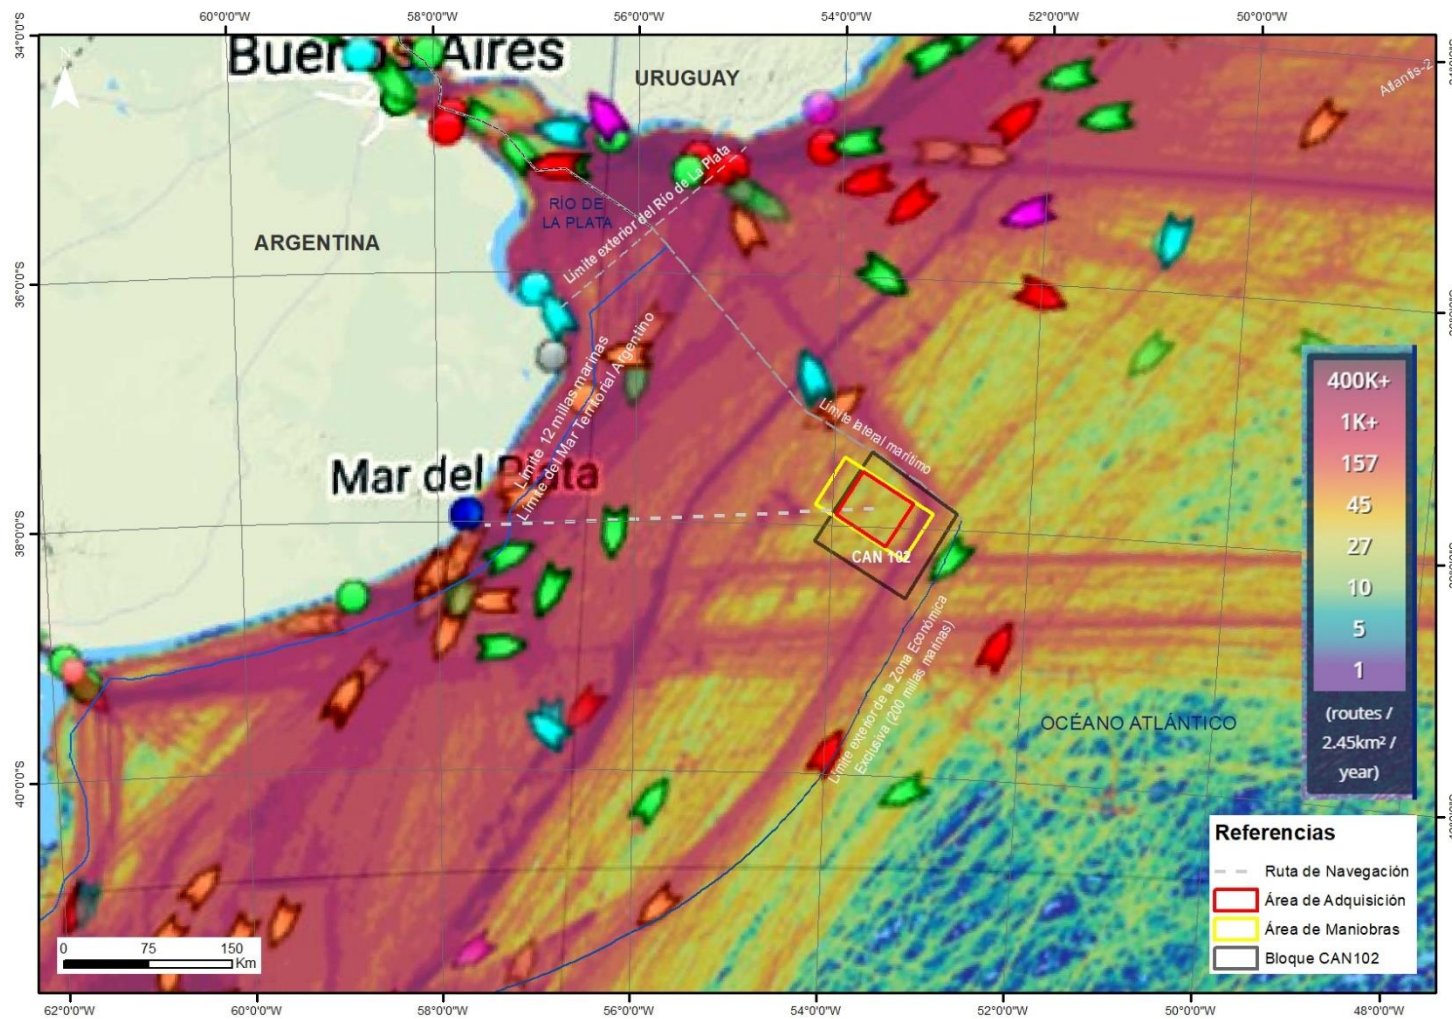 60°0'0"W
58°0'0"W
56°0'0"W
54°0'0"W
52°0'0"W
50°0'0"W
34°0'0"S
N
Buenos Aires
URUGUAY
Atlantis-2
RÍO DE
LA PLATA
Límite exterior del Río de La Plata
ARGENTINA
36°0'0"S
Límite 12 millas marinas
Límite del Mar Territorial Argentino
Límite lateral marítimo
Mar del Plata
38°0'0"S
CAN 102
Límite exterior de la Zona Económica
Exclusiva (200 millas marinas)
OCÉANO ATLÁNTICO
40°0'0"S
400K+
1K+
157
45
27
10
5
1
(routes /
2.45km² /
year)
Referencias
Ruta de Navegación
Área de Adquisición
Área de Maniobras
Bloque CAN102
0 75 150
Km
62°0'0"W
60°0'0"W
58°0'0"W
56°0'0"W
54°0'0"W
52°0'0"W
50°0'0"W
48°0'0"W